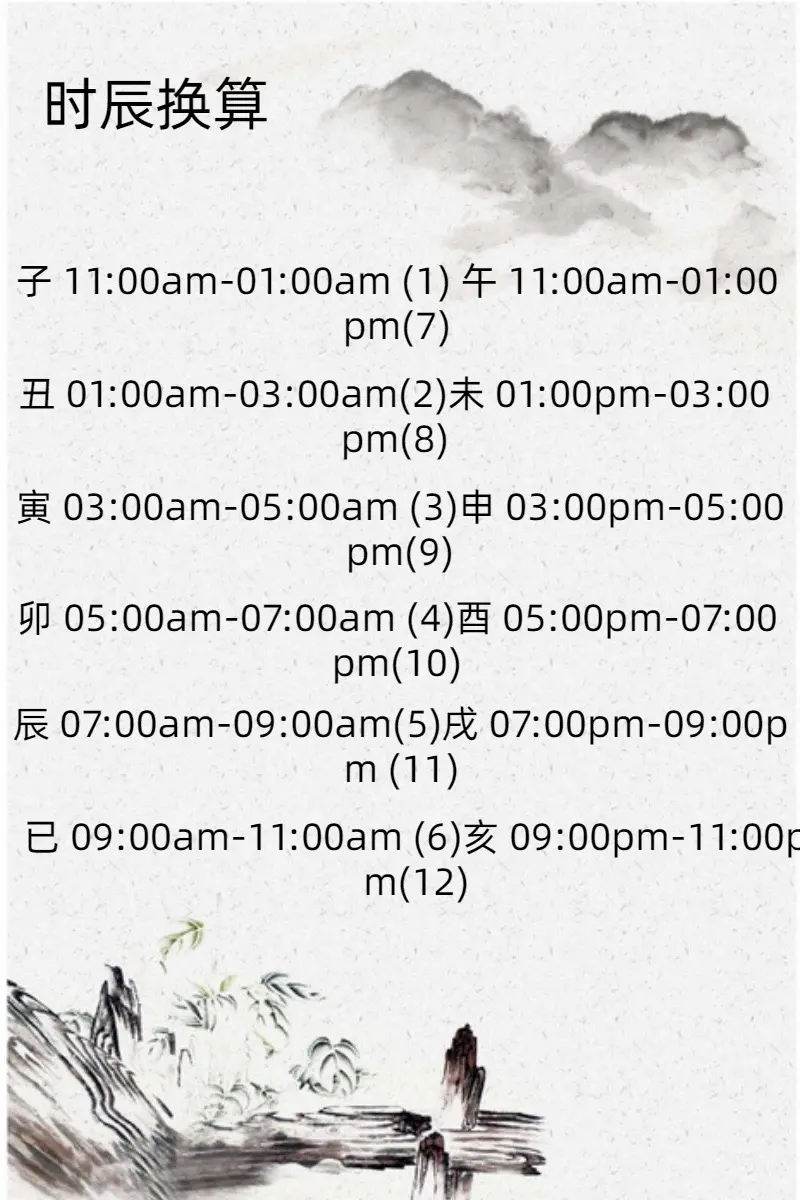 时辰换算
子 11:00am-01:00am (1) 午 11:00am-01:00
pm(7)
丑 01:00am-03:00am(2)未 01:00pm-03:00
pm(8)
寅 03:00am-05:00am (3)申 03:00pm-05:00
pm(9)
卯 05:00am-07:00am (4)酉 05:00pm-07:00
pm(10)
辰 07:00am-09:00am(5)戌 07:00pm-09:00p
m (11)
已 09:00am-11:00am (6)亥 09:00pm-11:00p
m(12)